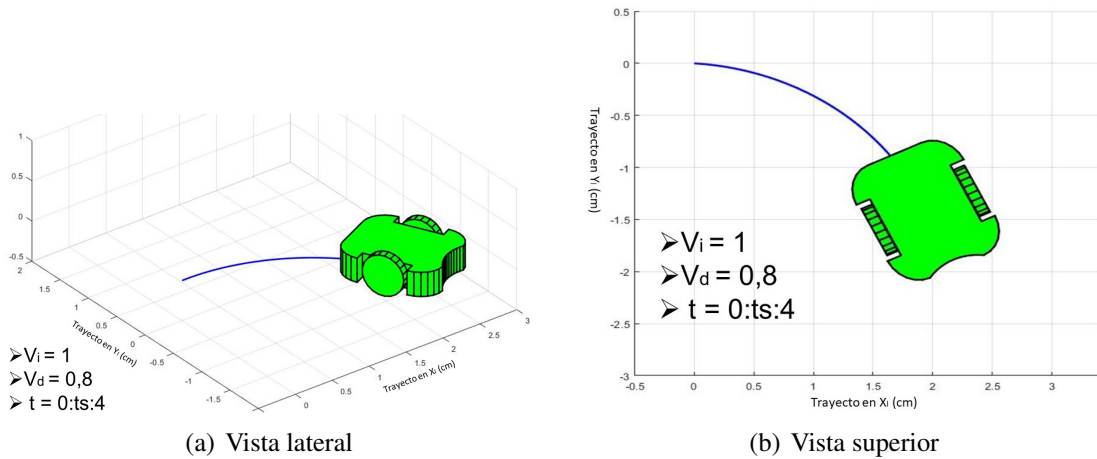 1
0.5
0
-0.5
2
1.5
1
0.5
0
-0.5
-1
-1.5
0
0.5
1
1.5
2
2.5
3
Trayecto en Yı (cm)
Trayecto en Xı (cm)
➢Vi = 1
➢Vd = 0,8
➢ t = 0:ts:4
(a) Vista lateral
0.5
0
-0.5
-1
-1.5
-2
-2.5
-3
Trayecto en Yı (cm)
➢Vi = 1
➢Vd = 0,8
➢ t = 0:ts:4
-0.5 0 0.5 1 1.5 2 2.5 3
Trayecto en Xı (cm)
(b) Vista superior